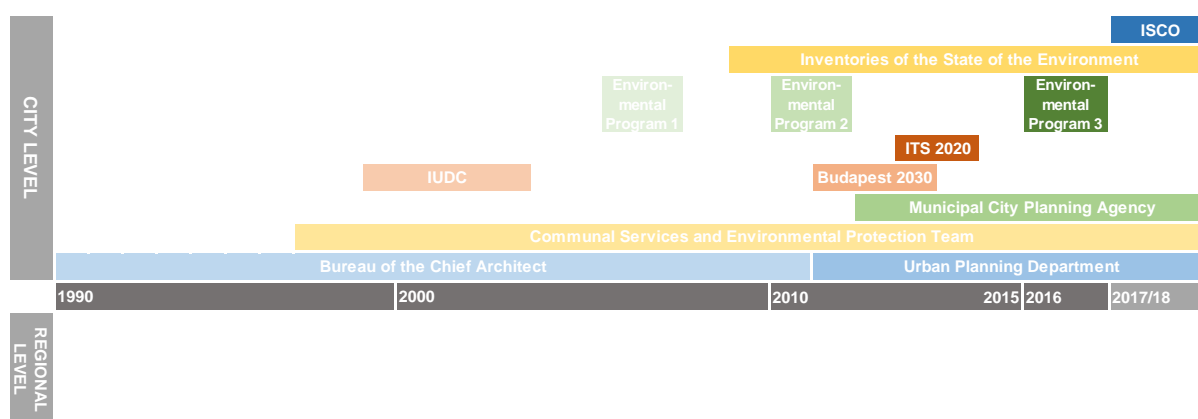 ISCO
Inventories of the State of the Environment
Environ-
mental
Program 1
Environ-
mental
Program 2
Environ-
mental
Program 3
ITS 2020
IUDC
Budapest 2030
Municipal City Planning Agency
Communal Services and Environmental Protection Team
Bureau of the Chief Architect
Urban Planning Department
CITY LEVEL
1990
2000
2010
2015
2016
2017/18
REGIONAL
LEVEL